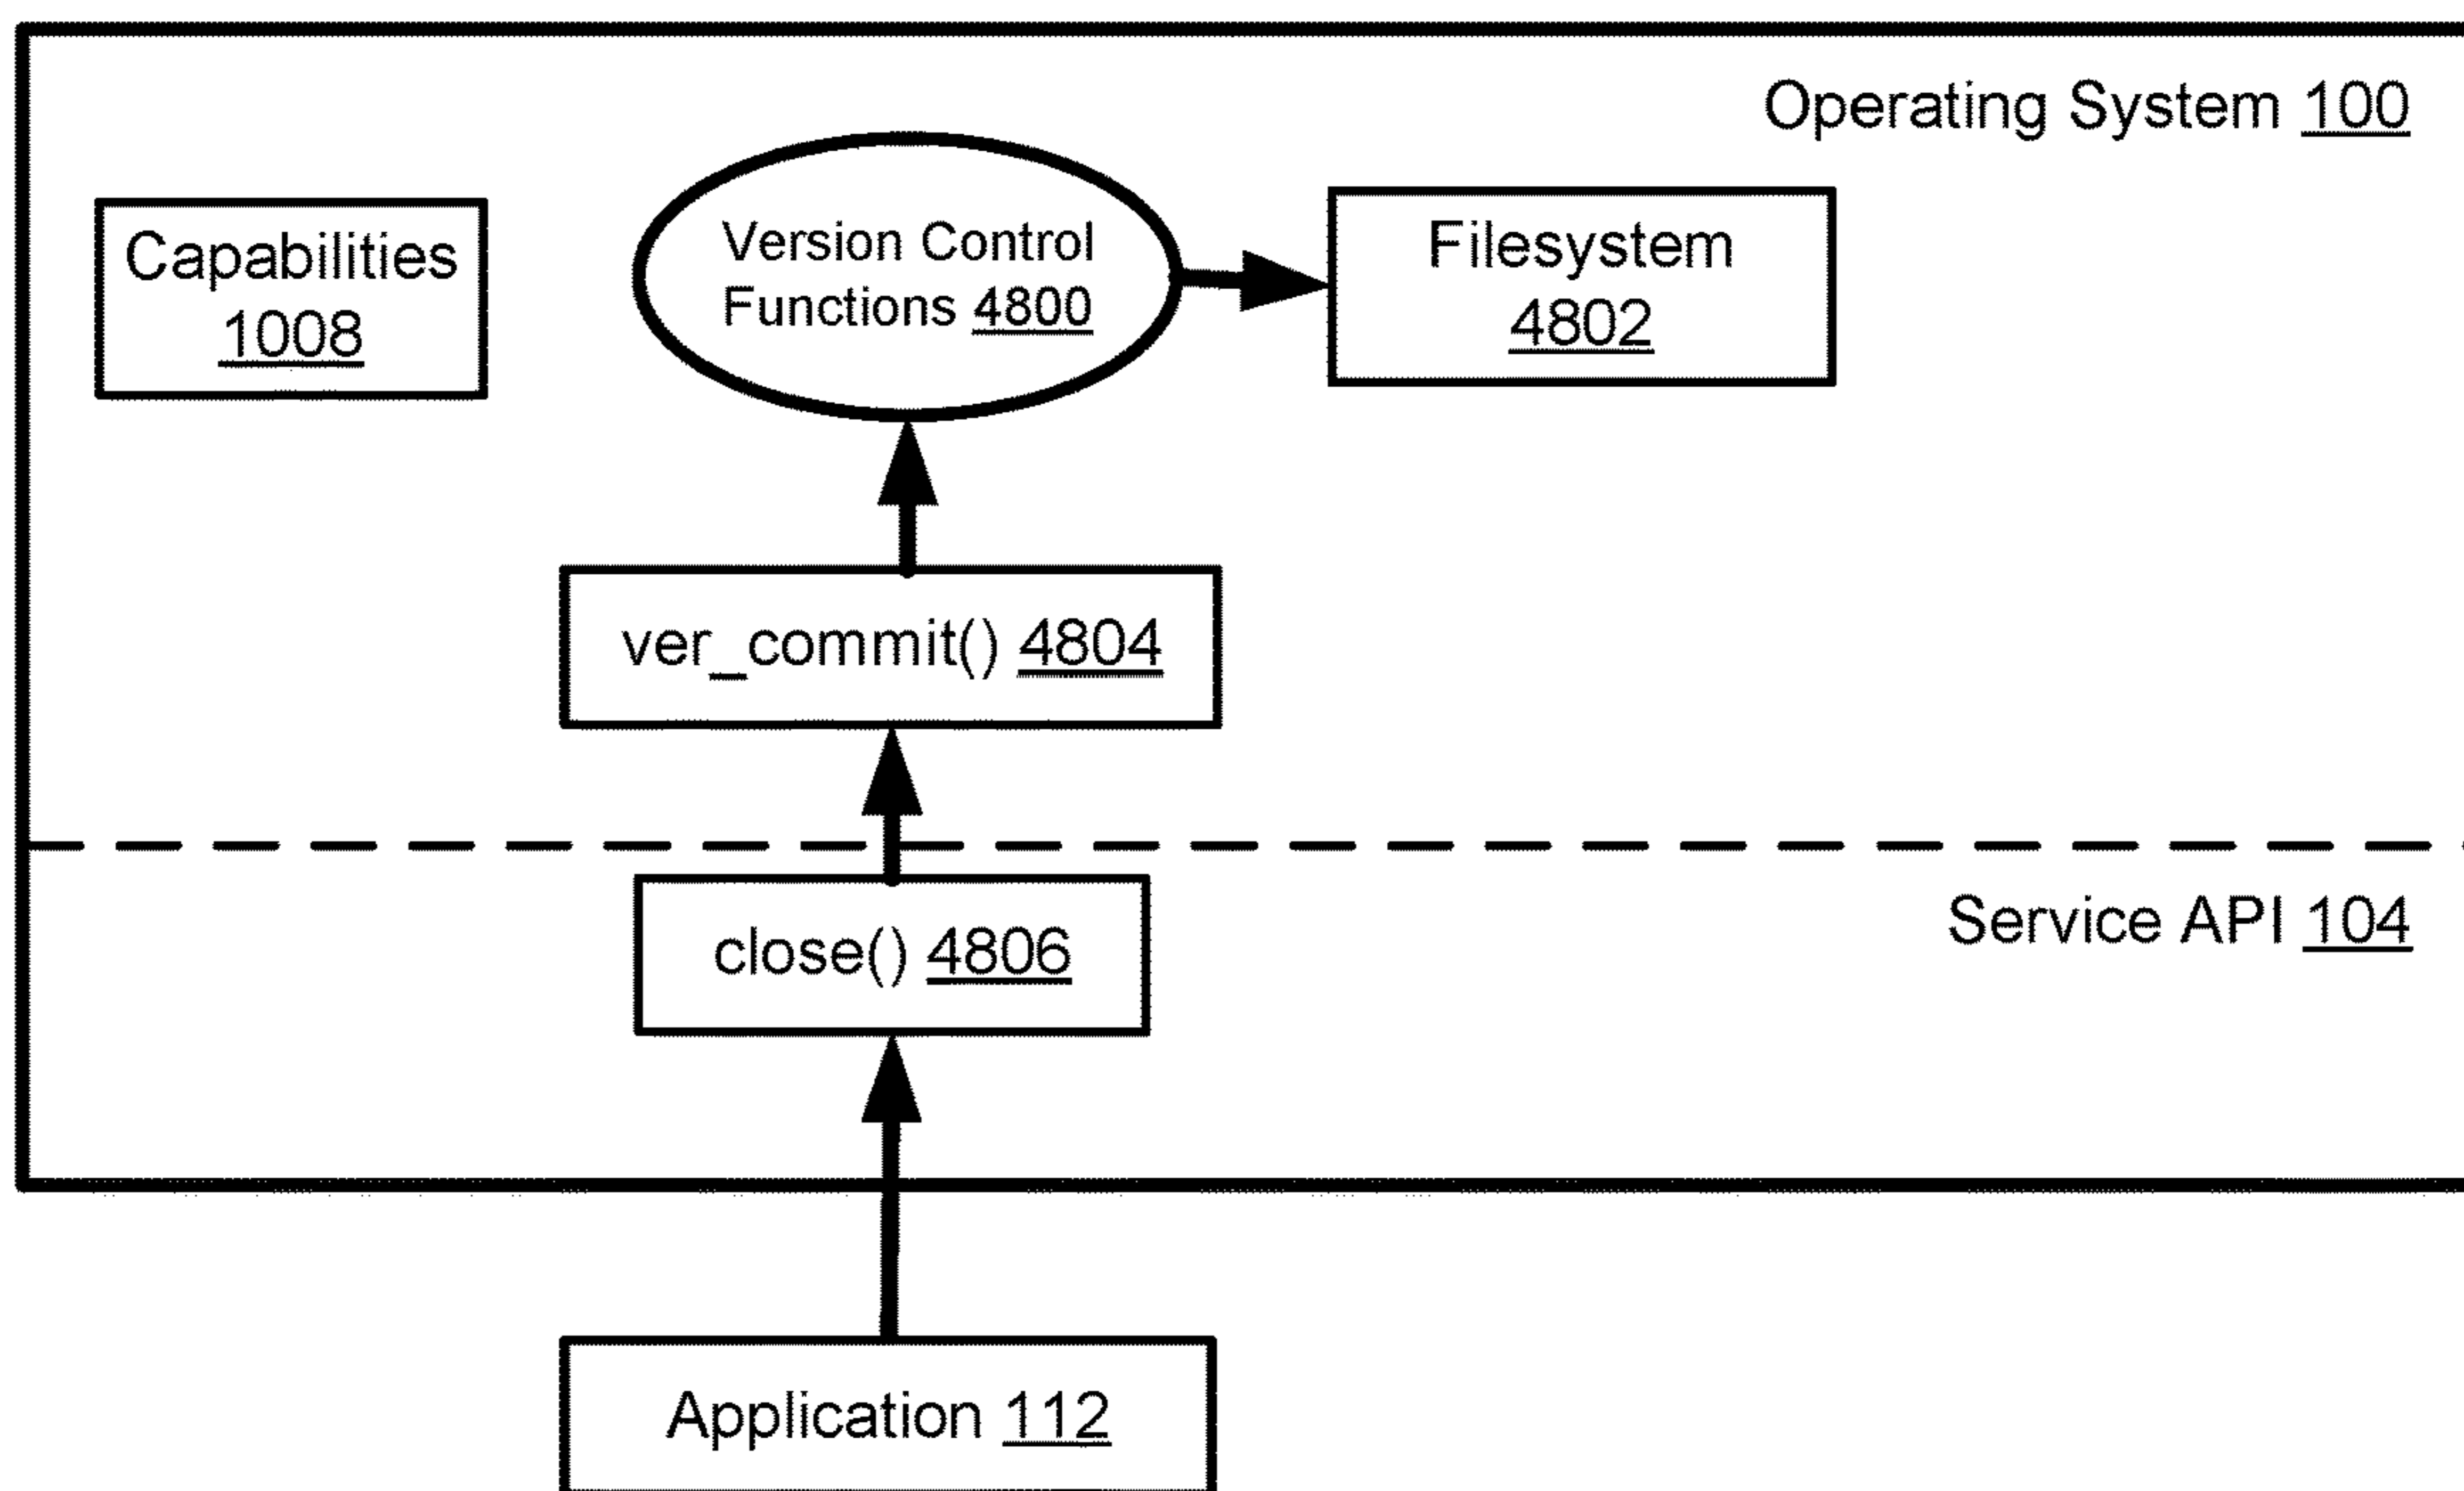 Operating System 100
Capabilities
1008
Version Control
Functions 4800
Filesystem
4802
ver_commit() 4804
Service API 104
close() 4806
Application 112